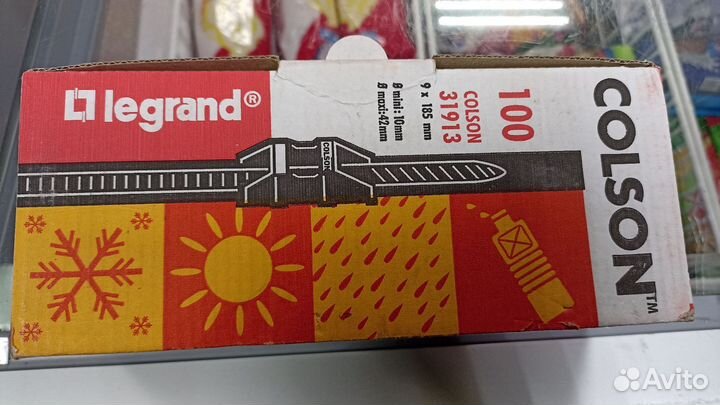 legrand®
COLSON
Ø mini : 10mm
Ø maxi : 42mm
9 x 185 mm
COLSON
31913
100
COLSON™
Avito